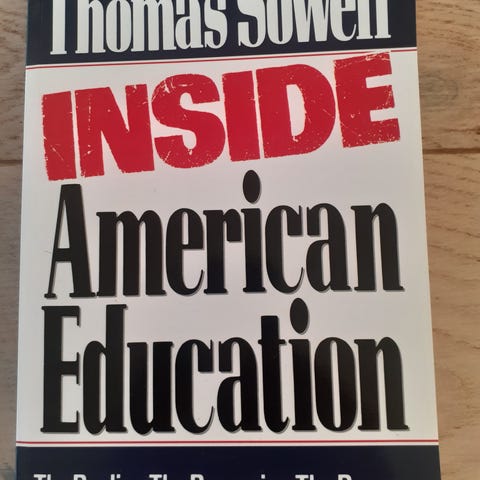 Thomas Sowell
INSIDE
American
Education